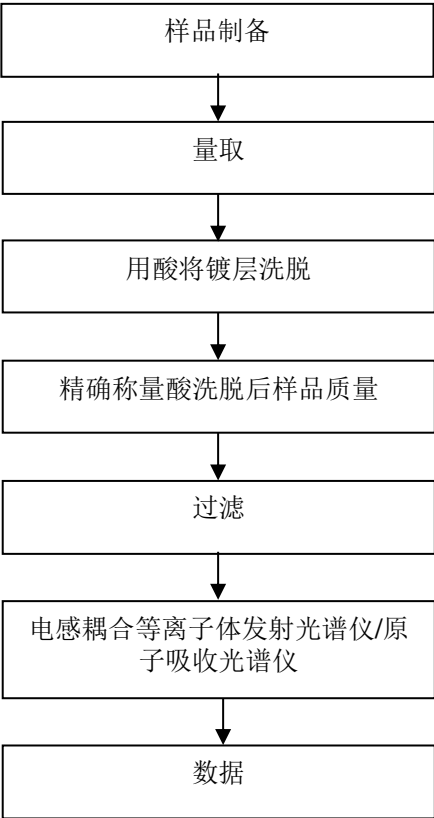 样品制备
量取
用酸将镀层洗脱
精确称量酸洗脱后样品质量
过滤
电感耦合等离子体发射光谱仪/原
子吸收光谱仪
数据